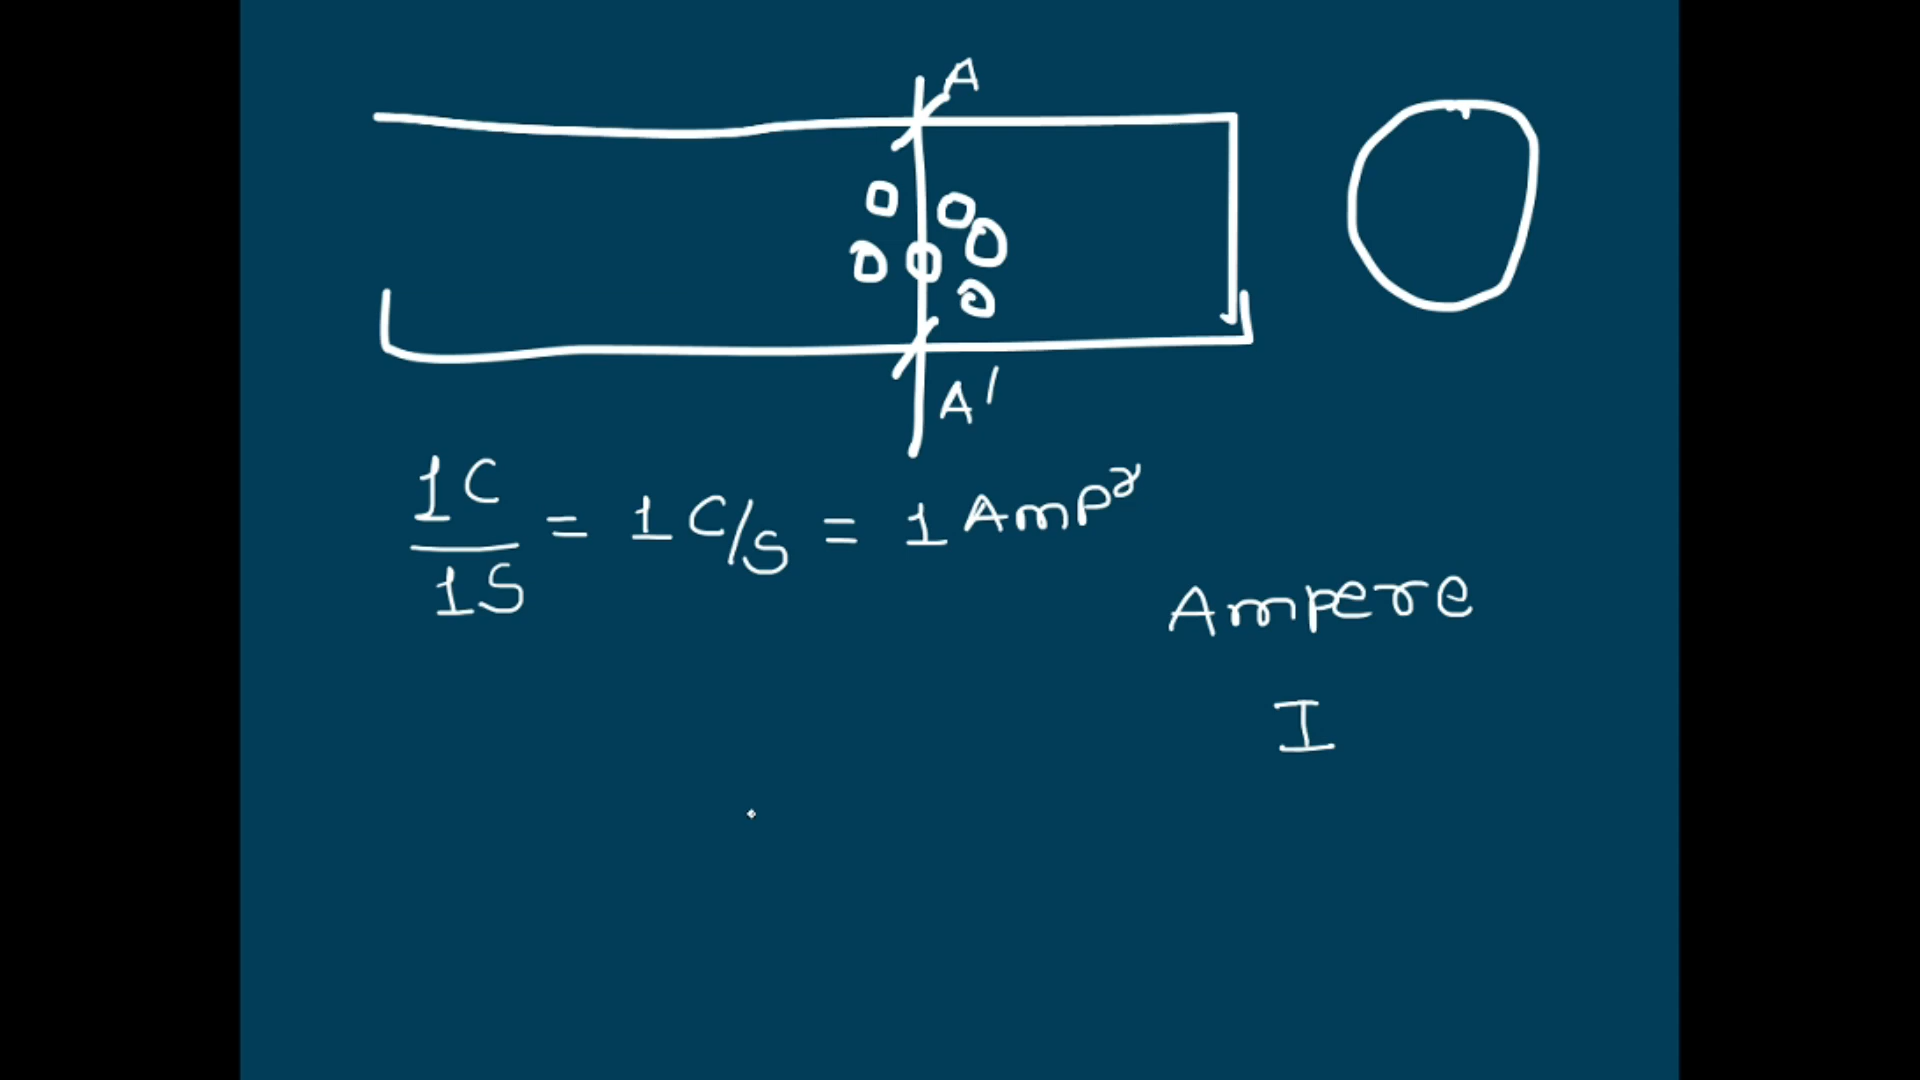 A
A'
1C
1S
= 1 C/S = 1 Ampr
Ampere
I